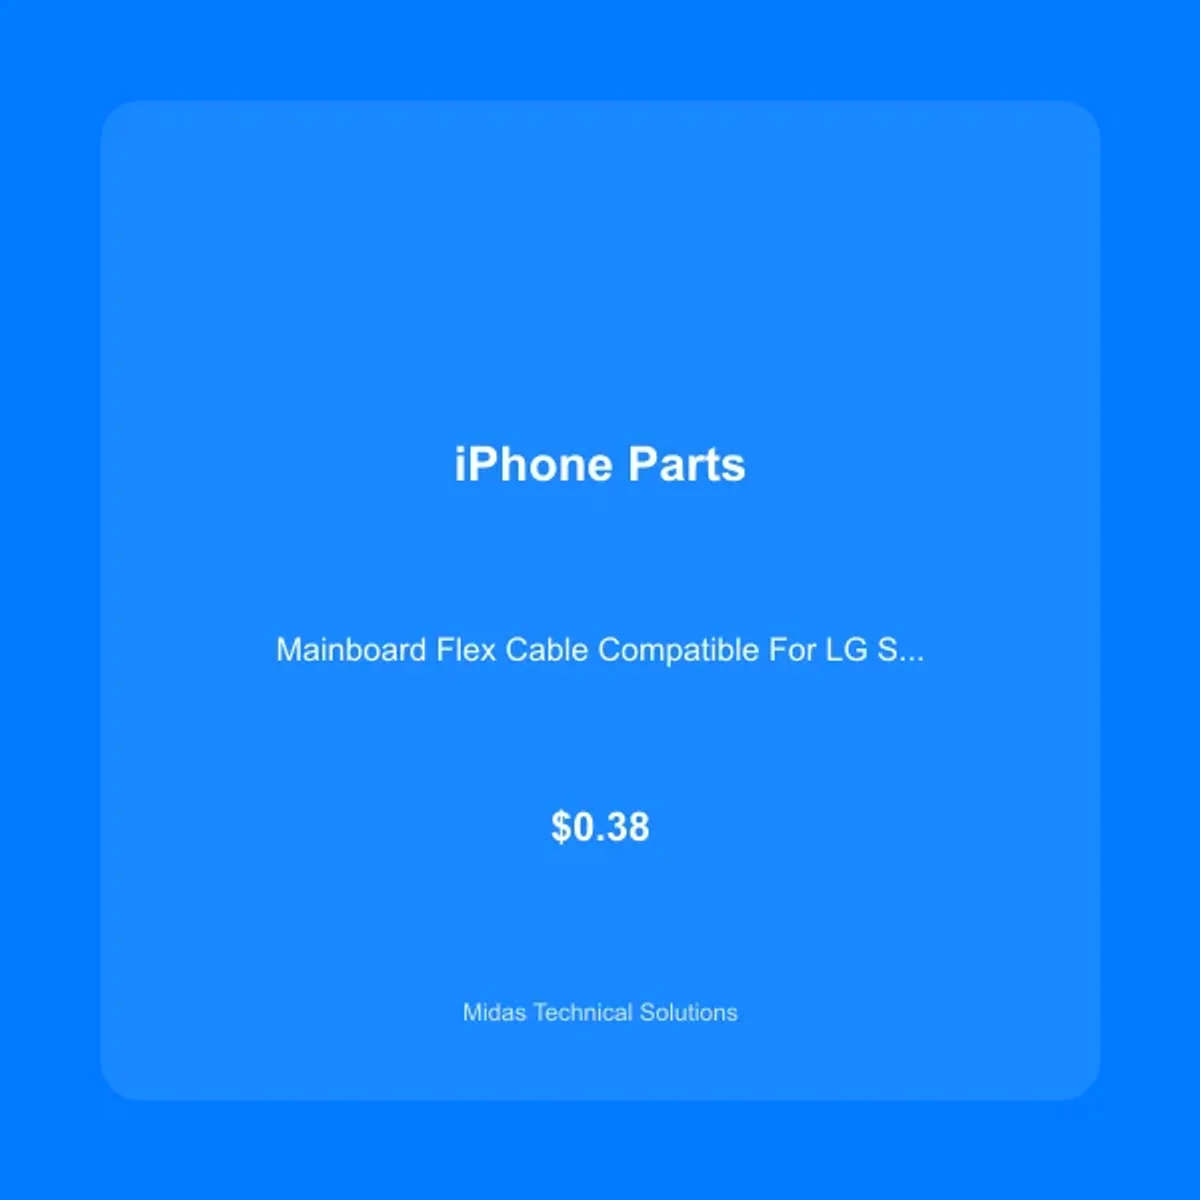 iPhone Parts
Mainboard Flex Cable Compatible For LG S...
$0.38
Midas Technical Solutions